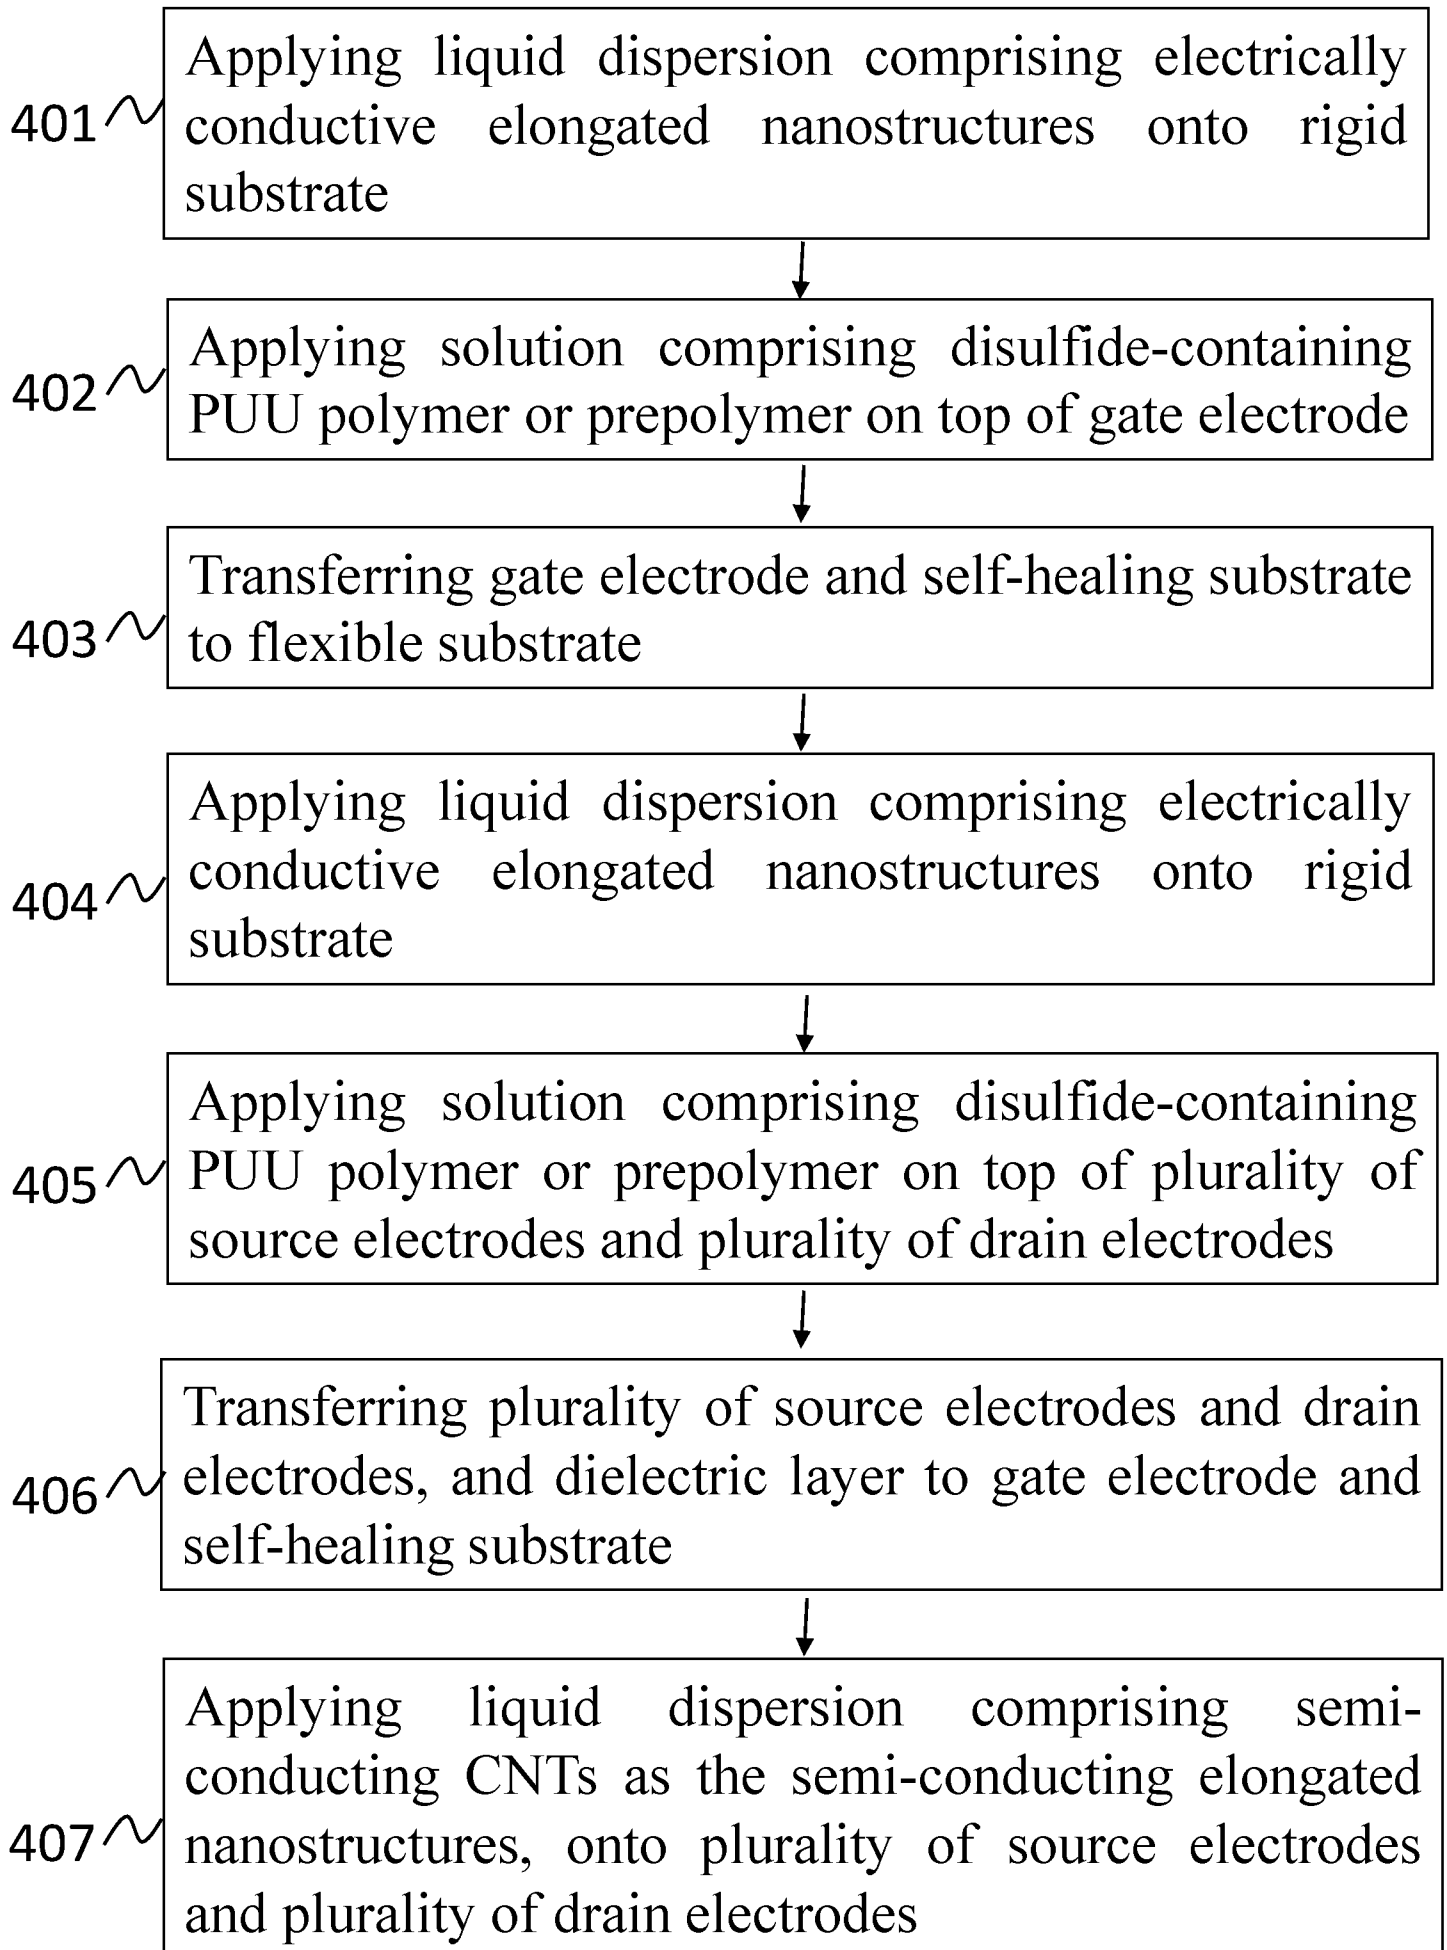 Applying liquid dispersion comprising electrically
401 conductive elongated nanostructures onto rigid
substrate
Applying solution comprising disulfide-containing
402 PUU polymer or prepolymer on top of gate electrode
Transferring gate electrode and self-healing substrate
403 to flexible substrate
Applying liquid dispersion comprising electrically
404 conductive elongated nanostructures onto rigid
substrate
Applying solution comprising disulfide-containing
405 PUU polymer or prepolymer on top of plurality of
source electrodes and plurality of drain electrodes
Transferring plurality of source electrodes and drain
406 electrodes, and dielectric layer to gate electrode and
self-healing substrate
Applying liquid dispersion comprising semi-
conducting CNTs as the semi-conducting elongated
407 nanostructures, onto plurality of source electrodes
and plurality of drain electrodes